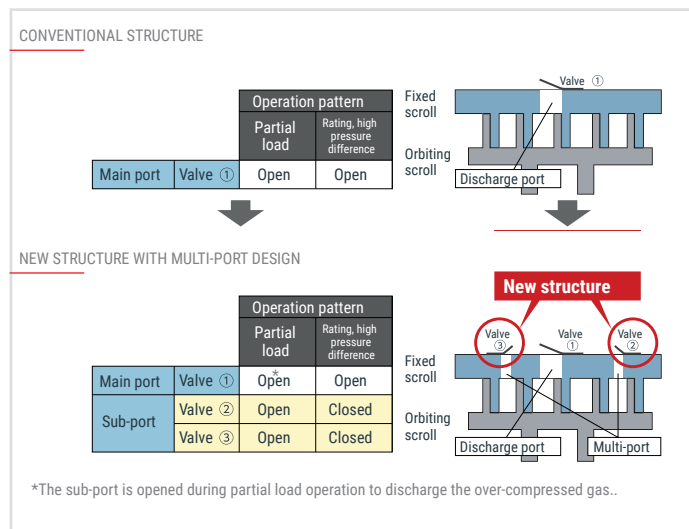 CONVENTIONAL STRUCTURE
Operation pattern
Partial load
Rating, high pressure difference
Main port Valve ① Open Open
Valve ①
Fixed scroll
Orbiting scroll
Discharge port
NEW STRUCTURE WITH MULTI-PORT DESIGN
Operation pattern
Partial load
Rating, high pressure difference
Main port Valve ① Open* Open
Sub-port Valve ② Open Closed
Valve ③ Open Closed
New structure
Valve ③
Valve ①
Valve ②
Fixed scroll
Orbiting scroll
Discharge port
Multi-port
*The sub-port is opened during partial load operation to discharge the over-compressed gas..